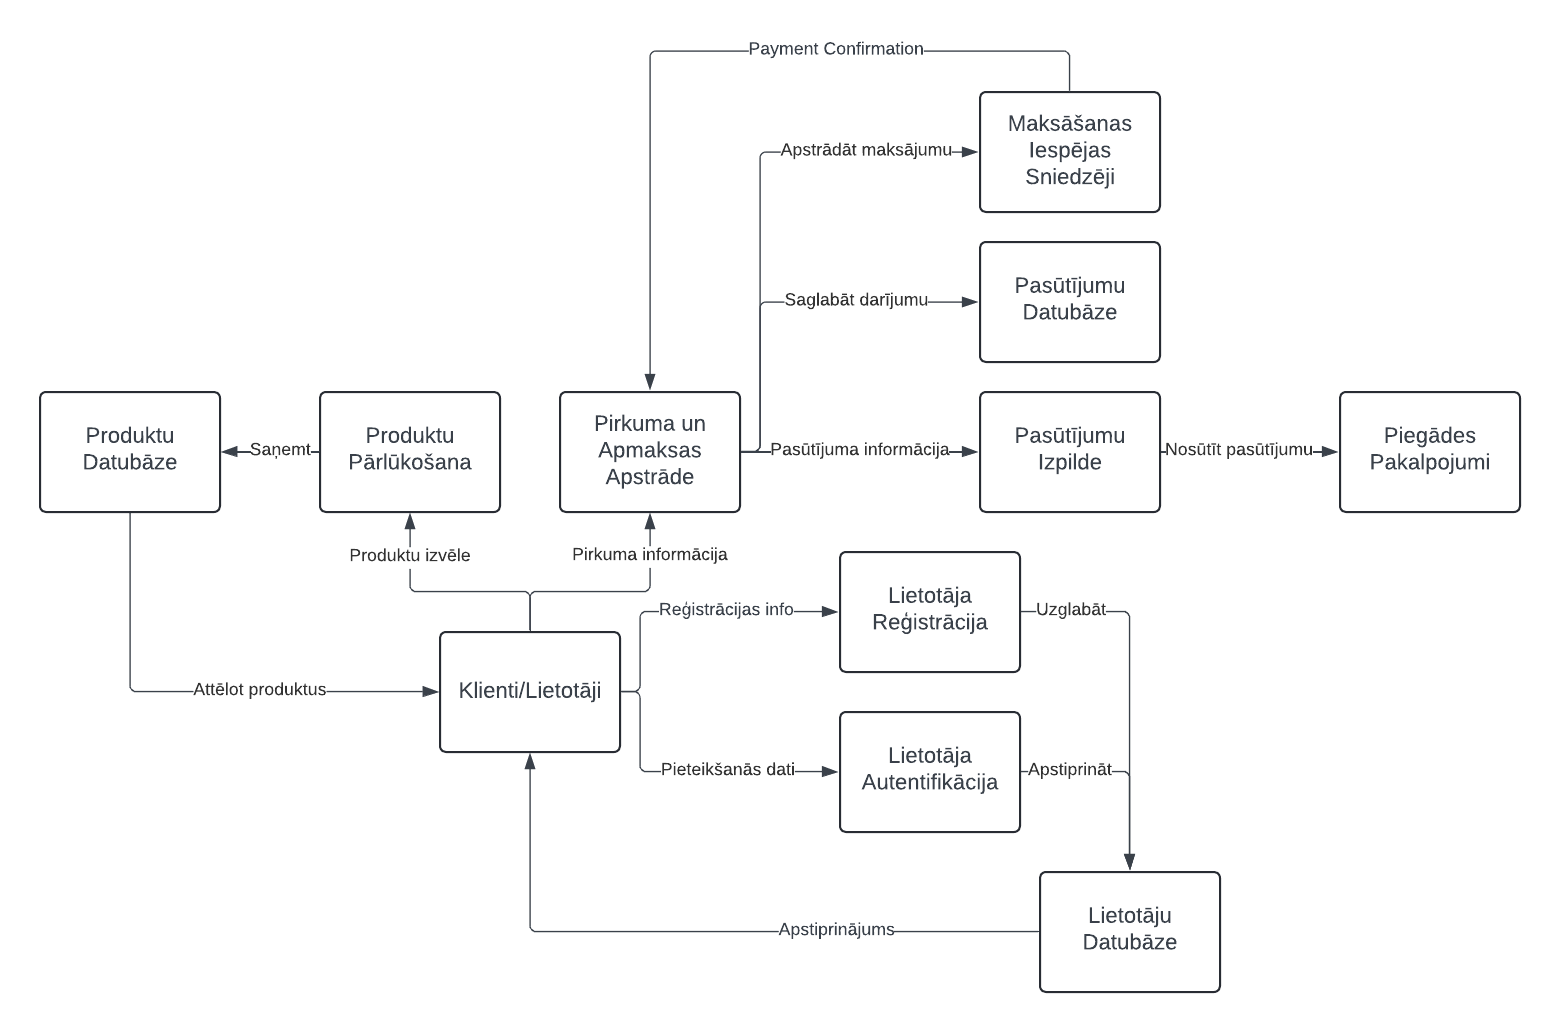 Payment Confirmation
Maksāšanas
Iespējas
Sniedzēji
Apstrādāt maksājumu
Pasūtījumu
Datubāze
Saglabāt darījumu
Produktu
Datubāze
Saņemt
Produktu
Pārlūkošana
Pirkuma un
Apmaksas
Apstrāde
Pasūtījuma informācija
Pasūtījumu
Izpilde
Nosūtīt pasūtījumu
Piegādes
Pakalpojumi
Produktu izvēle
Pirkuma informācija
Reģistrācijas info
Lietotāja
Reģistrācija
Uzglabāt
Attēlot produktus
Klienti/Lietotāji
Pieteikšanās dati
Lietotāja
Autentifikācija
Apstiprināt
Apstiprinājums
Lietotāju
Datubāze